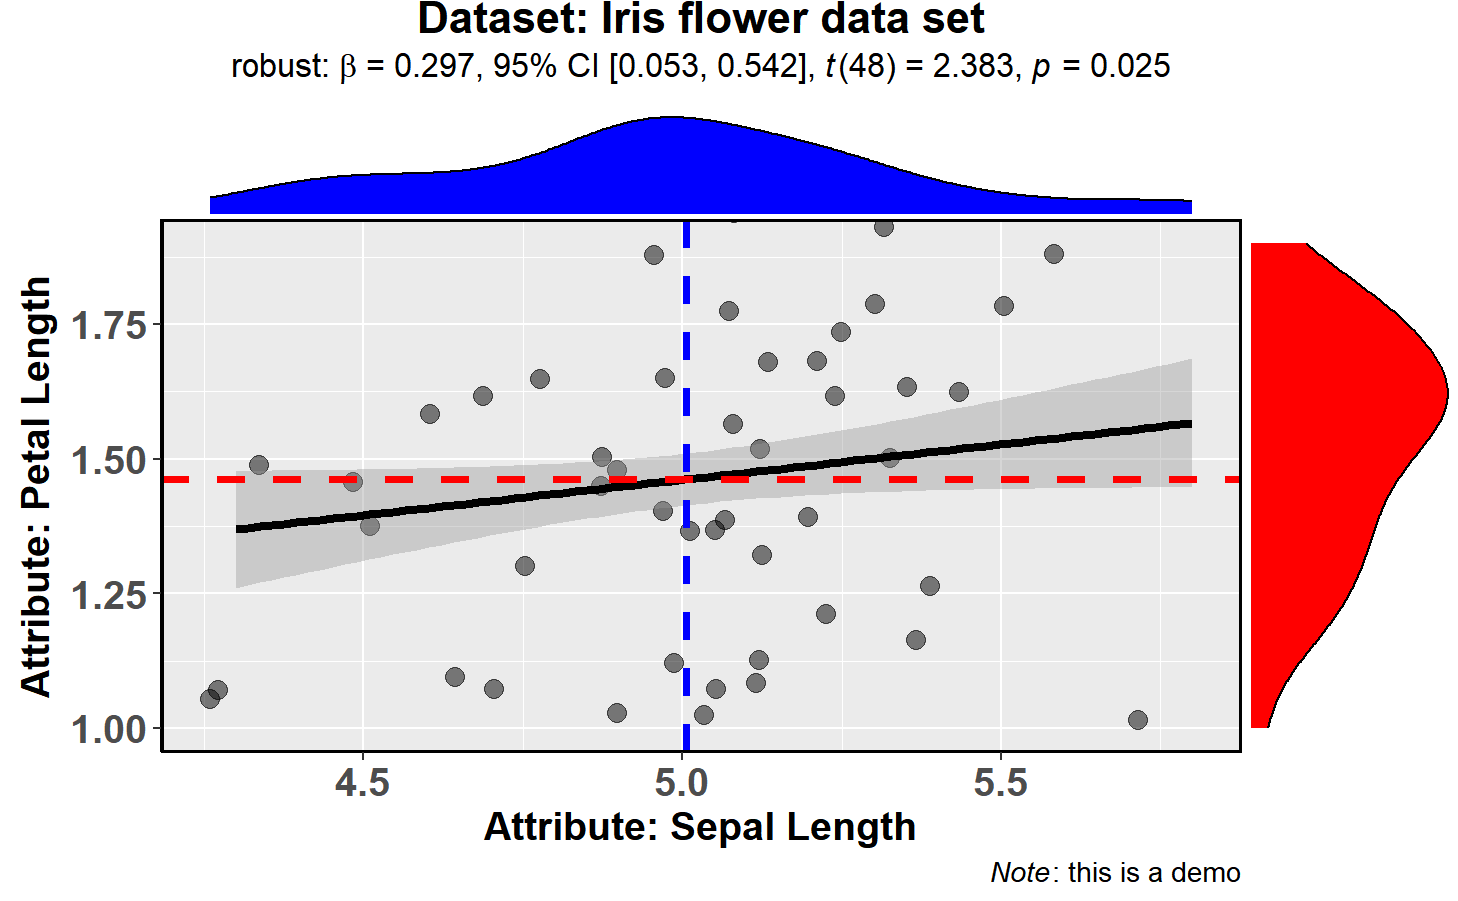 Dataset: Iris flower data set
robust: β = 0.297, 95% CI [0.053, 0.542], t(48) = 2.383, p = 0.025
Attribute: Petal Length
1.75
1.50
1.25
1.00
4.5 5.0 5.5
Attribute: Sepal Length
Note: this is a demo